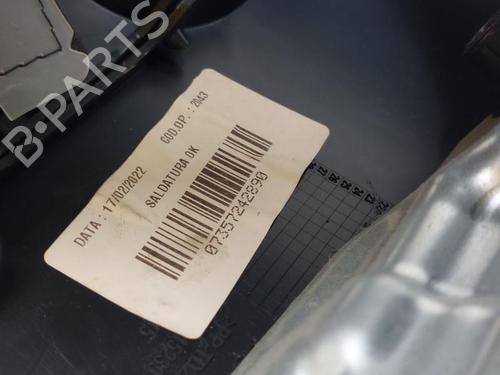 B-PARTS
DATA : 17/02/2022
COD.OP. : 2043
SALDATURA OK
07357242890